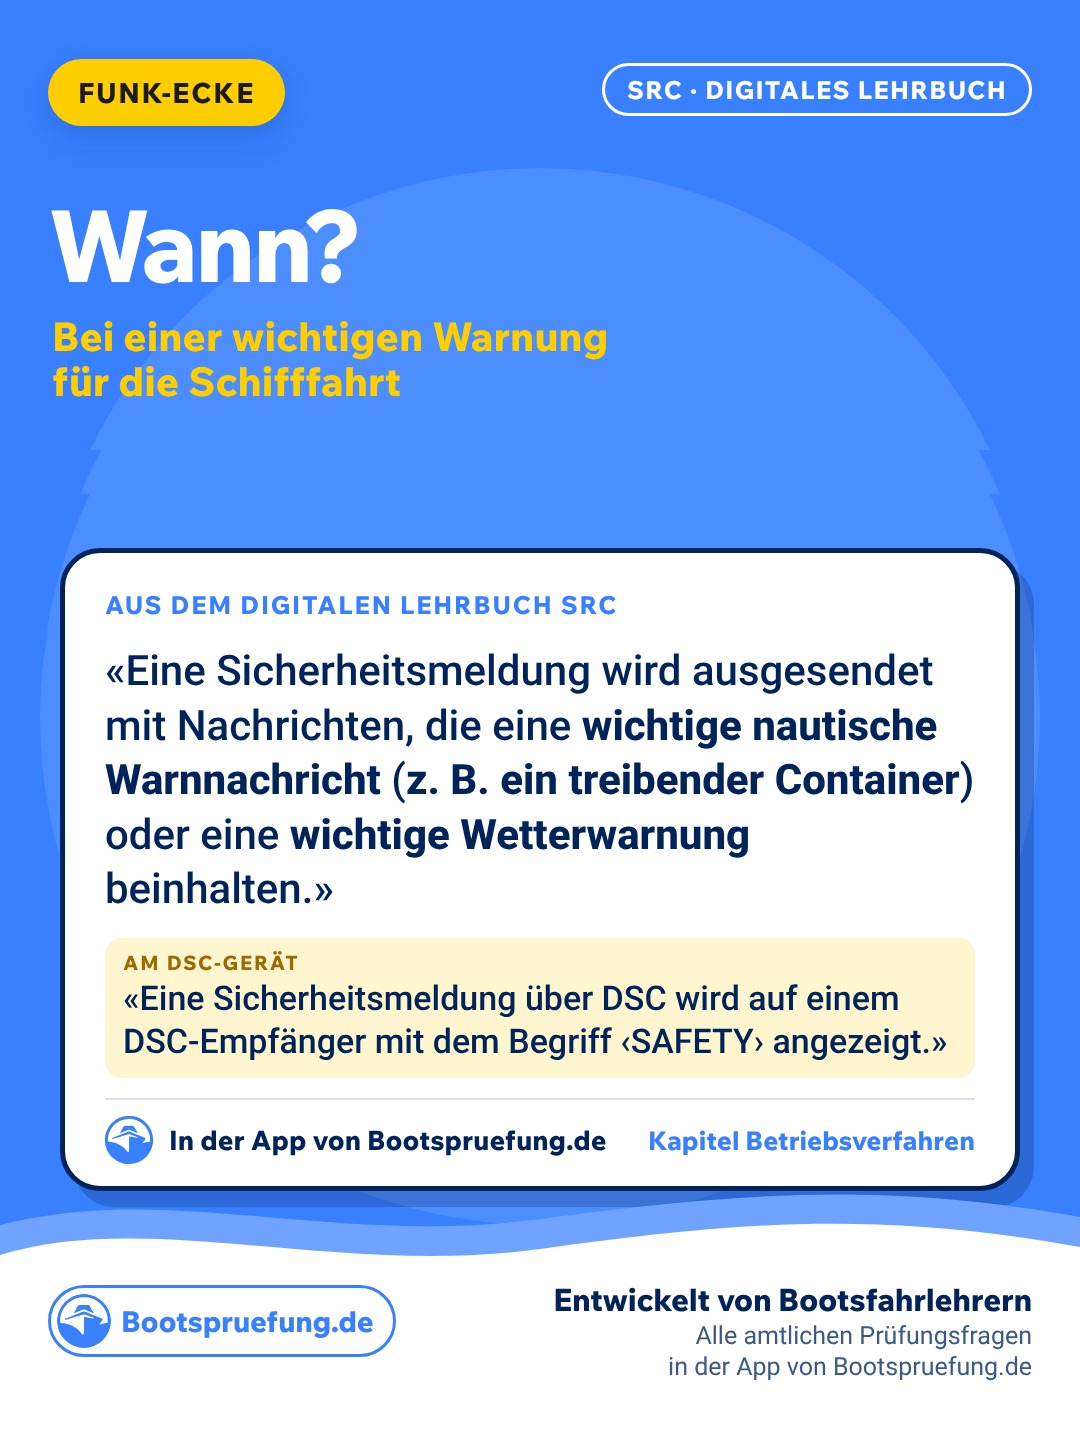 FUNK-ECKE
SRC · DIGITALES LEHRBUCH
Wann?
Bei einer wichtigen Warnung
für die Schifffahrt
AUS DEM DIGITALEN LEHRBUCH SRC
«Eine Sicherheitsmeldung wird ausgesendet
mit Nachrichten, die eine wichtige nautische
Warnnachricht (z. B. ein treibender Container)
oder eine wichtige Wetterwarnung
beinhalten.»
AM DSC-GERÄT
«Eine Sicherheitsmeldung über DSC wird auf einem
DSC-Empfänger mit dem Begriff ‹SAFETY› angezeigt.»
In der App von Bootspruefung.de
Kapitel Betriebsverfahren
Bootspruefung.de
Entwickelt von Bootsfahrlehrern
Alle amtlichen Prüfungsfragen
in der App von Bootspruefung.de